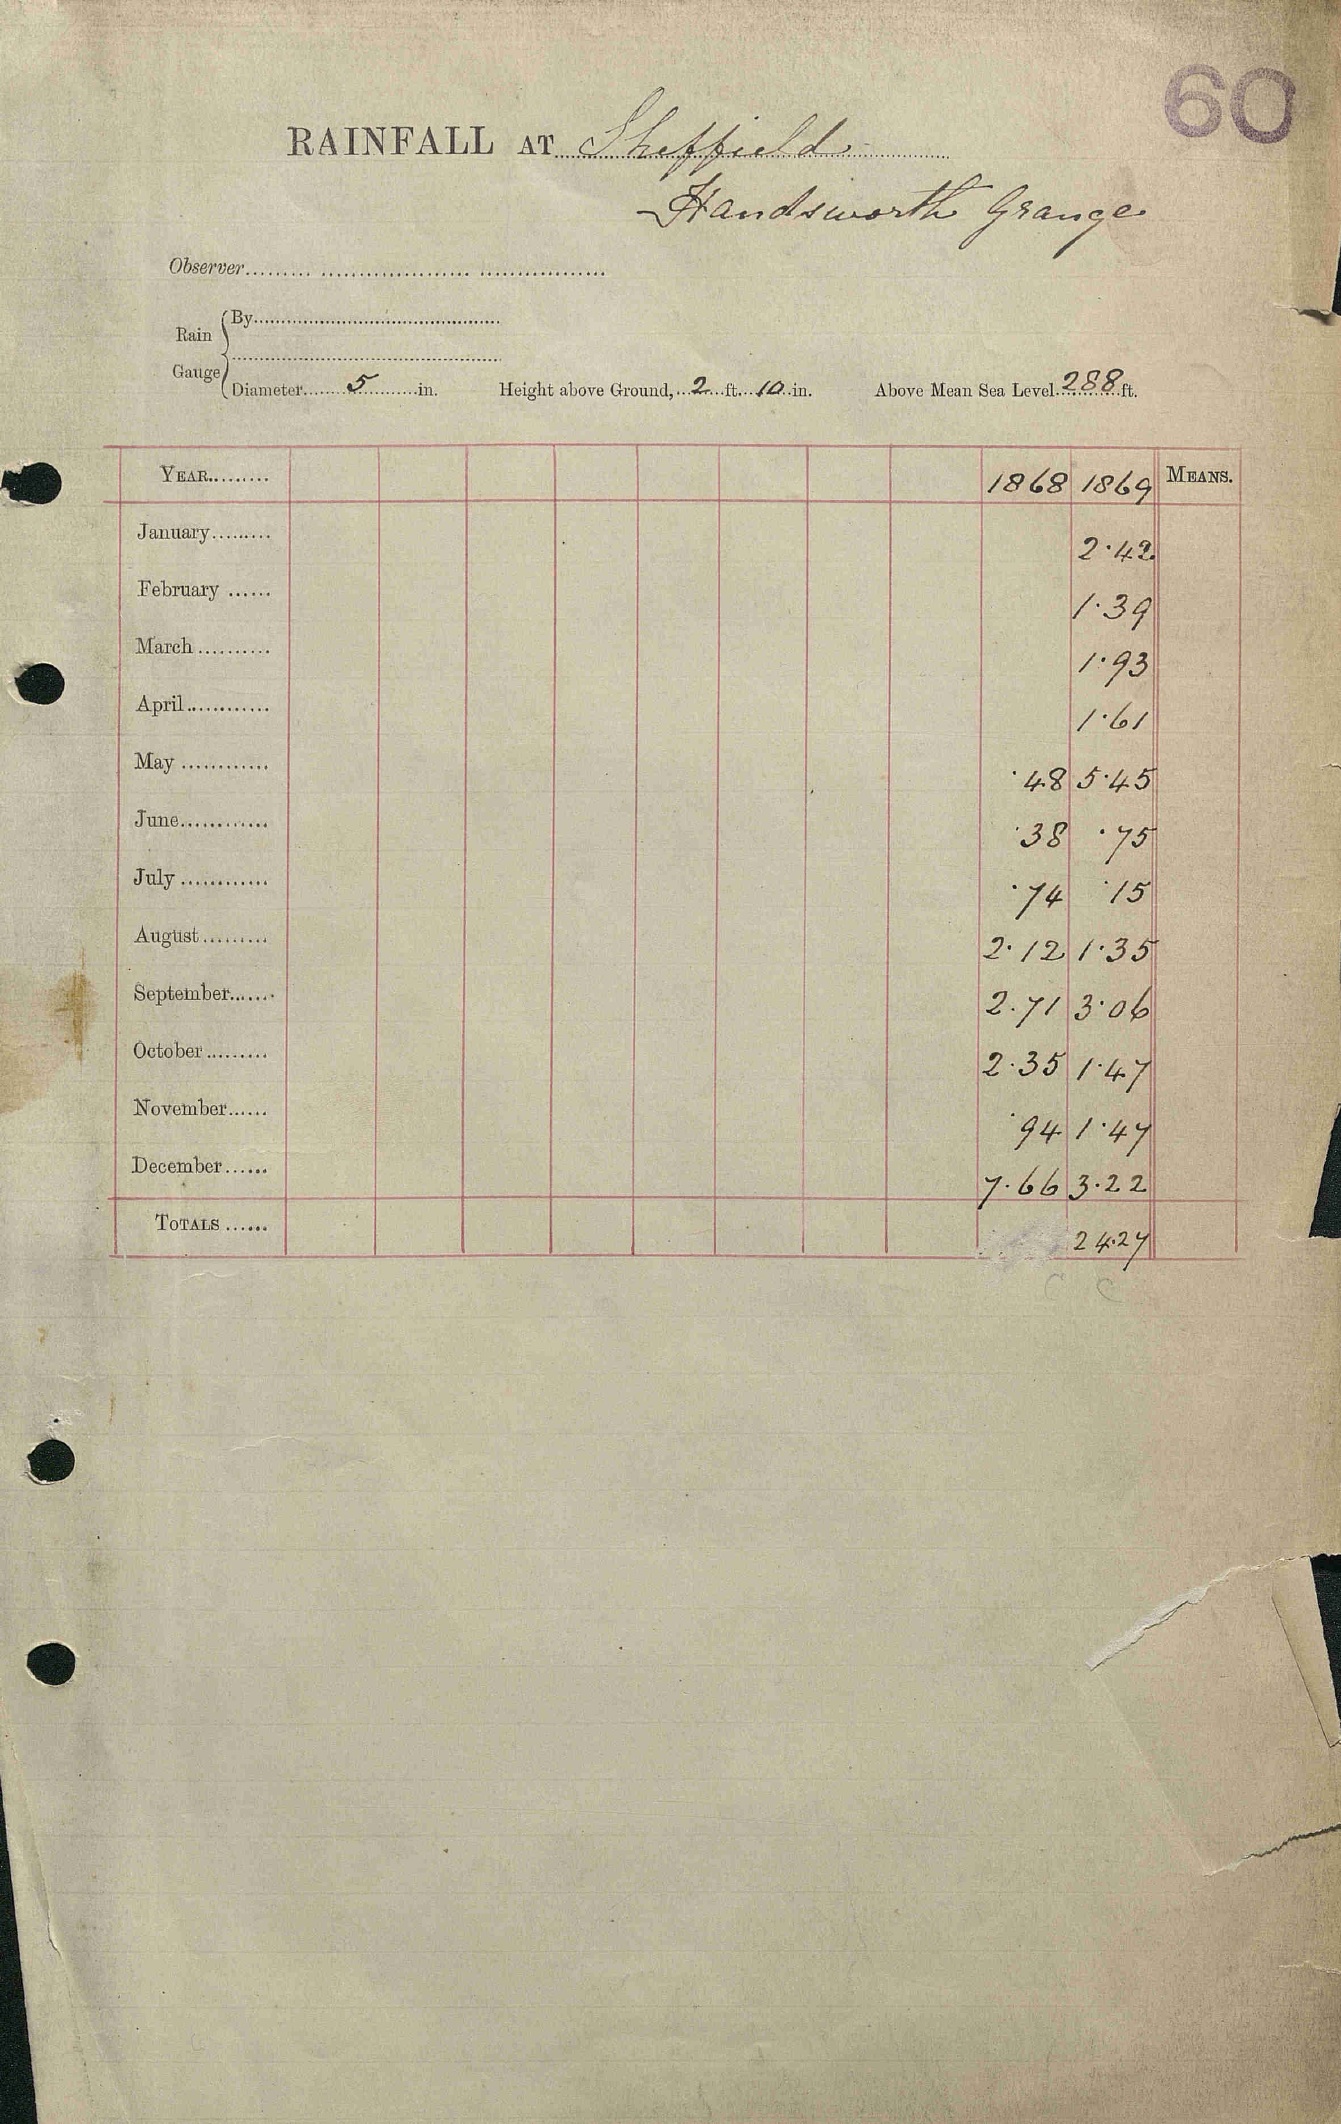 60
RAINFALL AT Sheffield
Handsworth Grange
Observer
Rain Gauge
By
Diameter 5 in. Height above Ground, 2 ft. 10 in. Above Mean Sea Level 288 ft.
YEAR 1868 1869 MEANS.
January 2.42
February 1.39
March 1.93
April 1.61
May .48 5.45
June .38 .75
July .74 .15
August 2.12 1.35
September 2.71 3.06
October 2.35 1.47
November .94 1.47
December 7.66 3.22
TOTALS 24.27
C C